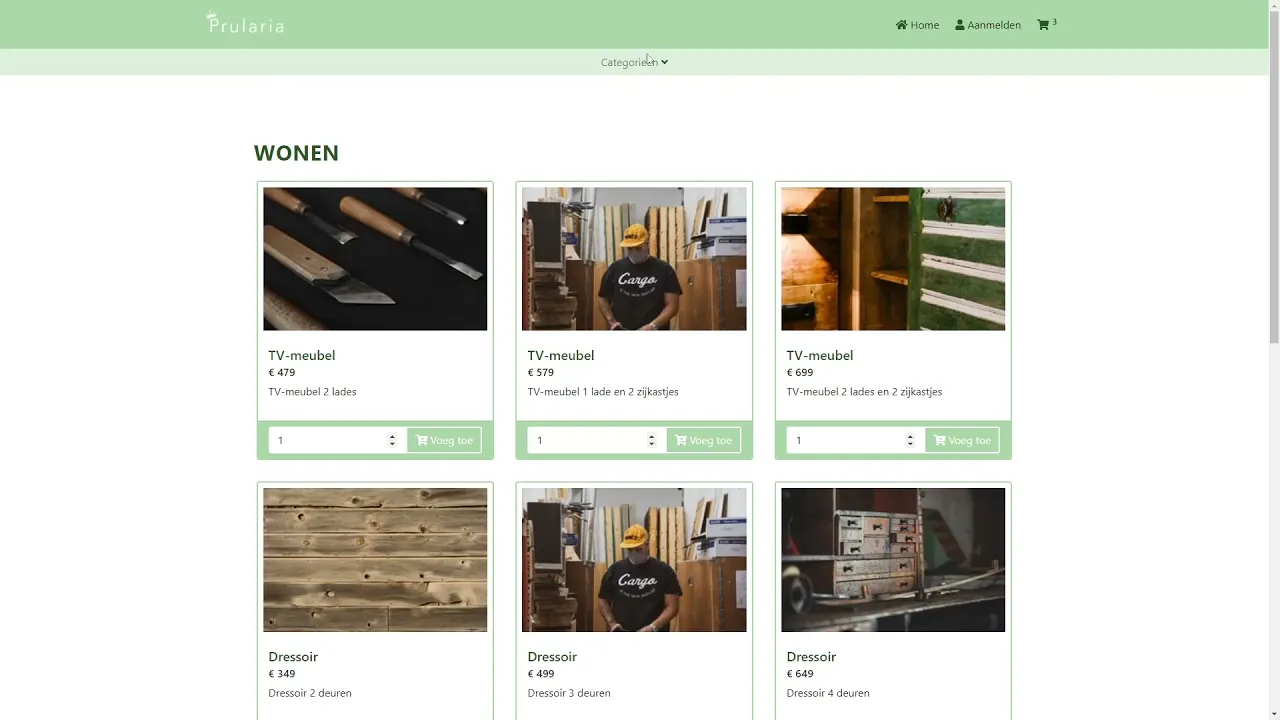 Prularia
Home
Aanmelden
3
Categorieën
WONEN
Cargo
TV-meubel
€ 479
TV-meubel 2 lades
1
Voeg toe
TV-meubel
€ 579
TV-meubel 1 lade en 2 zijkastjes
1
Voeg toe
TV-meubel
€ 699
TV-meubel 2 lades en 2 zijkastjes
1
Voeg toe
Cargo
Dressoir
€ 349
Dressoir 2 deuren
Dressoir
€ 499
Dressoir 3 deuren
Dressoir
€ 649
Dressoir 4 deuren